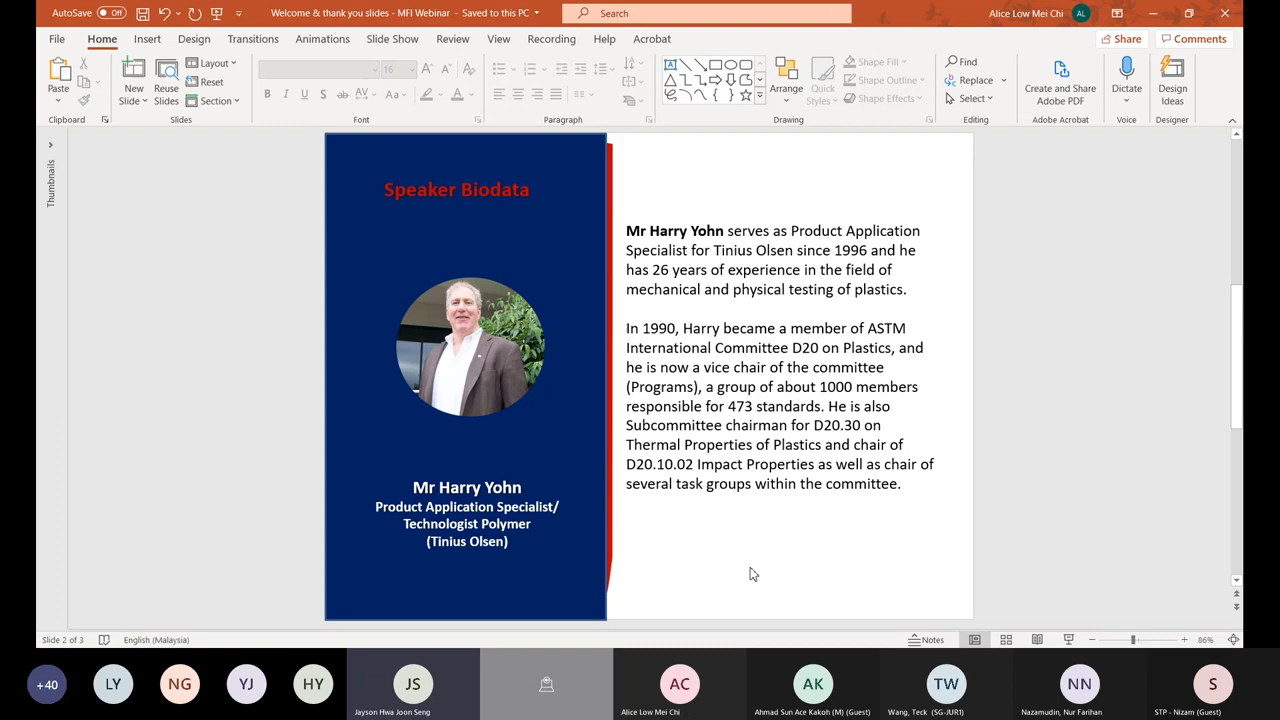 AutoSave Off Welcome & thank you slides - MFI Webinar - Saved to this PC Search Alice Low Mei Chi AL
File Home Insert Design Transitions Animations Slide Show Review View Recording Help Acrobat Share Comments
Paste
New Slide
Reuse Slides
Layout
Reset
Section
16
Arrange
Quick Styles
Shape Fill
Shape Outline
Shape Effects
Find
Replace
Select
Create and Share Adobe PDF
Dictate
Design Ideas
Clipboard Slides Font Paragraph Drawing Editing Adobe Acrobat Voice Designer
Thumbnails
Speaker Biodata
Mr Harry Yohn
Product Application Specialist/
Technologist Polymer
(Tinius Olsen)
Mr Harry Yohn serves as Product Application
Specialist for Tinius Olsen since 1996 and he
has 26 years of experience in the field of
mechanical and physical testing of plastics.
In 1990, Harry became a member of ASTM
International Committee D20 on Plastics, and
he is now a vice chair of the committee
(Programs), a group of about 1000 members
responsible for 473 standards. He is also
Subcommittee chairman for D20.30 on
Thermal Properties of Plastics and chair of
D20.10.02 Impact Properties as well as chair of
several task groups within the committee.
Slide 2 of 3 English (Malaysia) Notes 86%
+40 LY NG YJ HY JS AC AK TW NN S
Jayson Hwa Joon Seng Alice Low Mei Chi Ahmad Sun Ace Kakoh (M) (Guest) Wang, Teck (SG-JUR1) Nazamudin, Nur Farihan STP - Nizam (Guest)